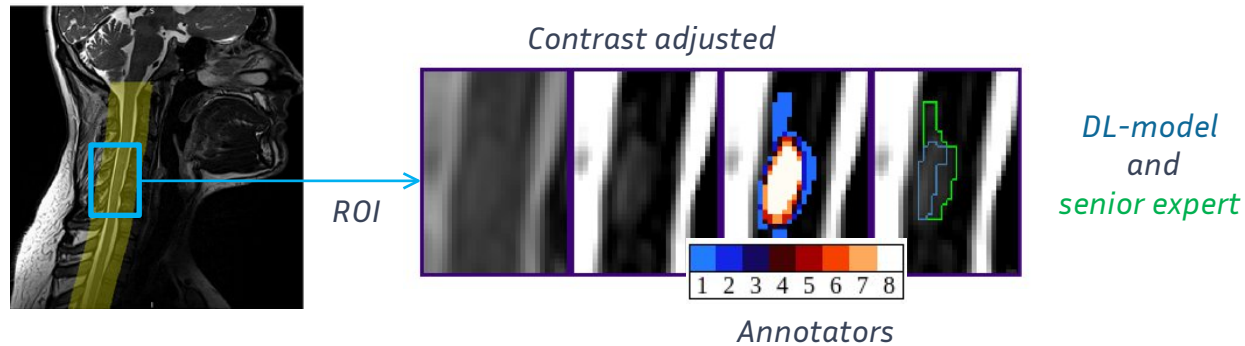 Contrast adjusted
ROI
DL-model
and
senior expert
1 2 3 4 5 6 7 8
Annotators